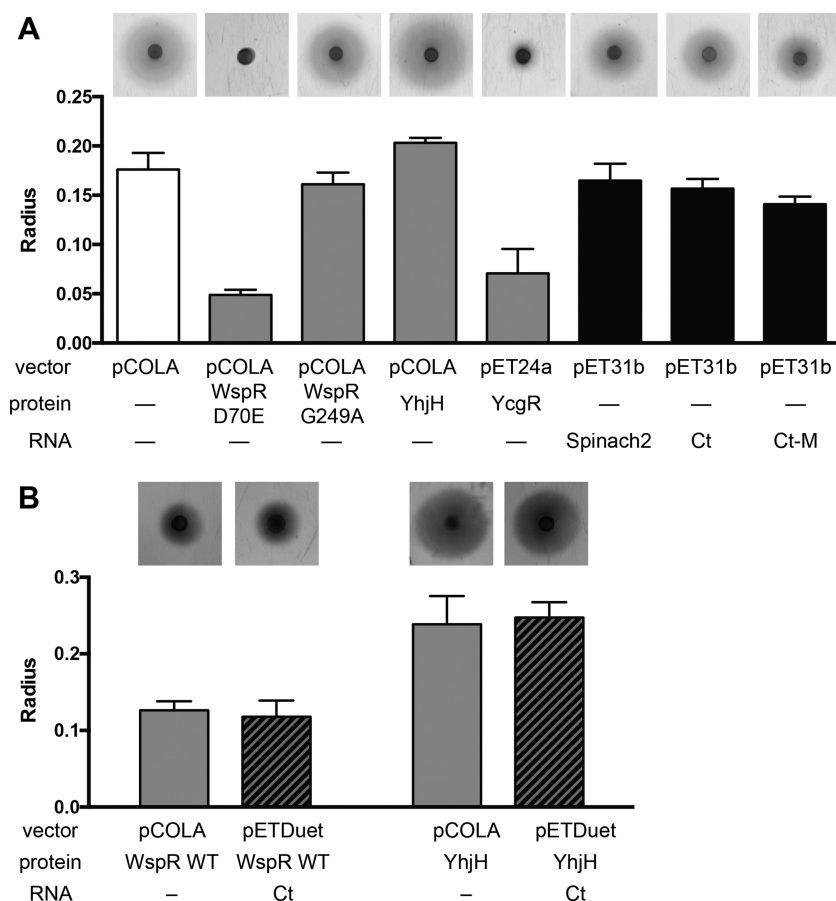 A
0.25
0.20
0.15
0.10
0.05
0.00
Radius
vector pCOLA pCOLA pCOLA pCOLA pET24a pET31b pET31b pET31b
protein — WspR D70E WspR G249A YhjH YcgR — — —
RNA — — — — — Spinach2 Ct Ct-M
B
0.3
0.2
0.1
0.0
Radius
vector pCOLA pETDuet pCOLA pETDuet
protein WspR WT WspR WT YhjH YhjH
RNA – Ct – Ct